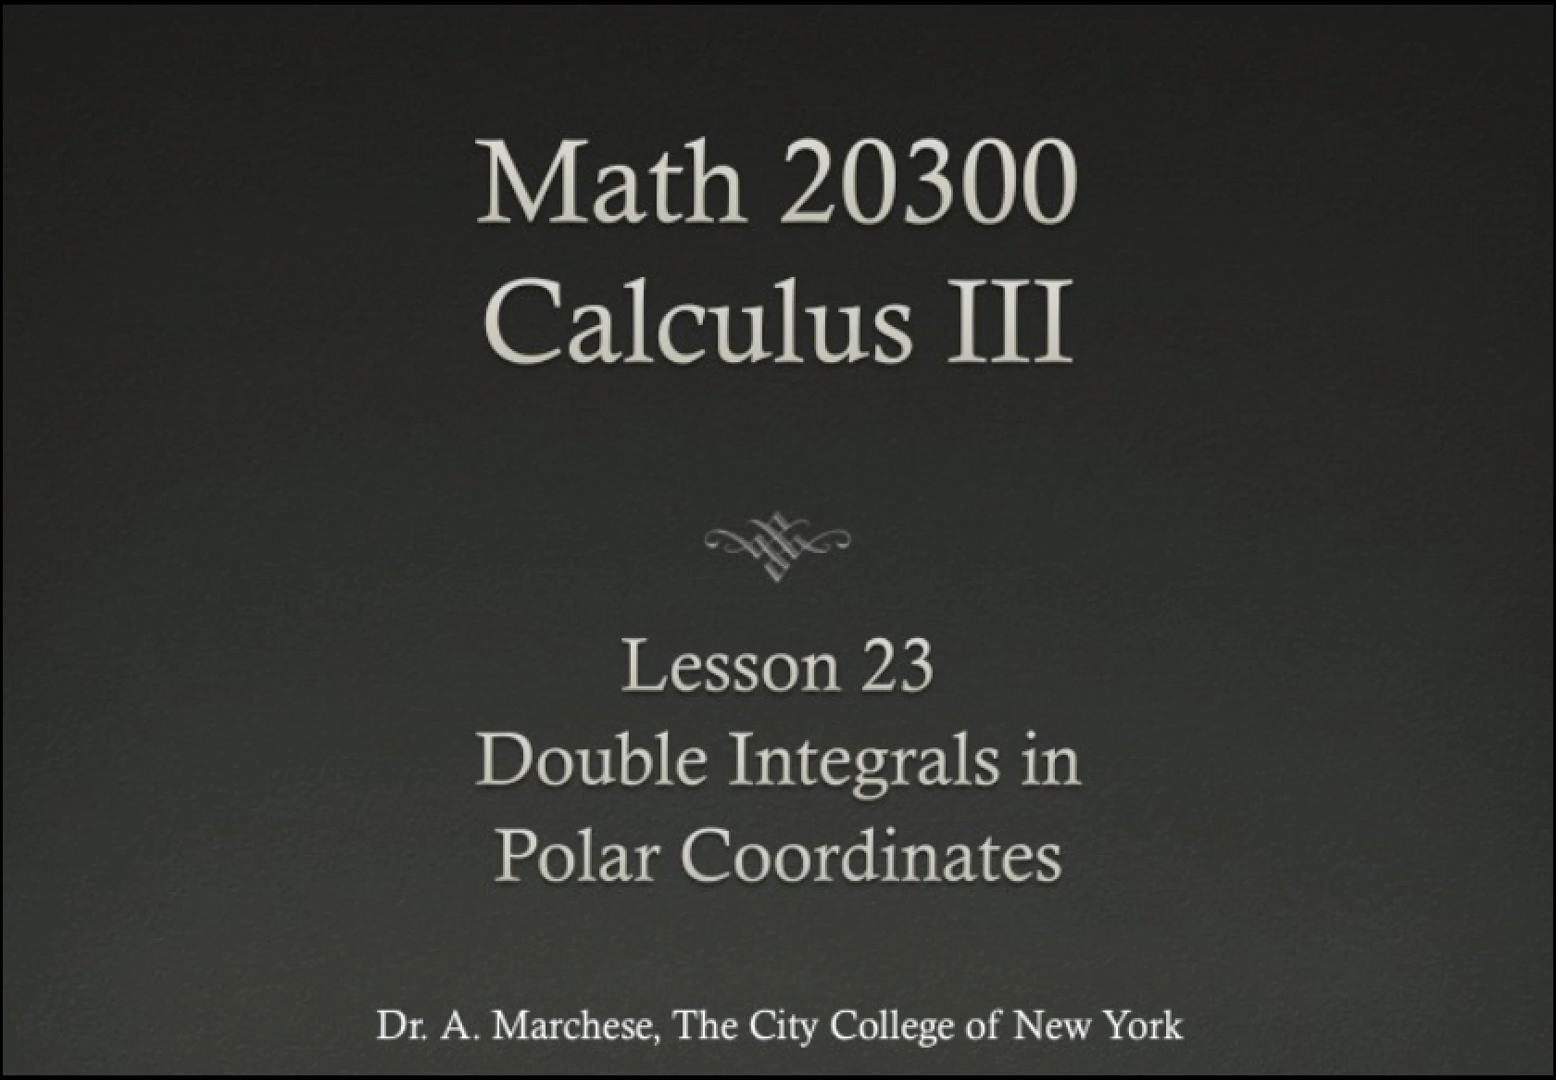 Math 20300
Calculus III
Lesson 23
Double Integrals in
Polar Coordinates
Dr. A. Marchese, The City College of New York